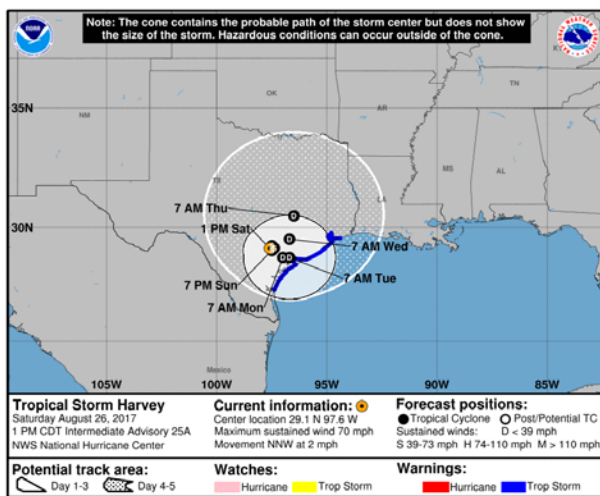 Note: The cone contains the probable path of the storm center but does not show
the size of the storm. Hazardous conditions can occur outside of the cone.
NOAA
35N
30N
NM
OK
AR
TN
KY
MS
AL
TX
LA
7 AM Thu
1 PM Sat
7 AM Wed
7 PM Sun
7 AM Tue
7 AM Mon
D
D
D D
Mexico
105W
100W
95W
90W
85W
Tropical Storm Harvey
Saturday August 26, 2017
1 PM CDT Intermediate Advisory 25A
NWS National Hurricane Center
Current information:
Center location 29.1 N 97.6 W
Maximum sustained wind 70 mph
Movement NNW at 2 mph
Forecast positions:
Tropical Cyclone Post/Potential TC
Sustained winds: D < 39 mph
S 39-73 mph H 74-110 mph M > 110 mph
Potential track area:
Day 1-3 Day 4-5
Watches:
Hurricane Trop Storm
Warnings:
Hurricane Trop Storm